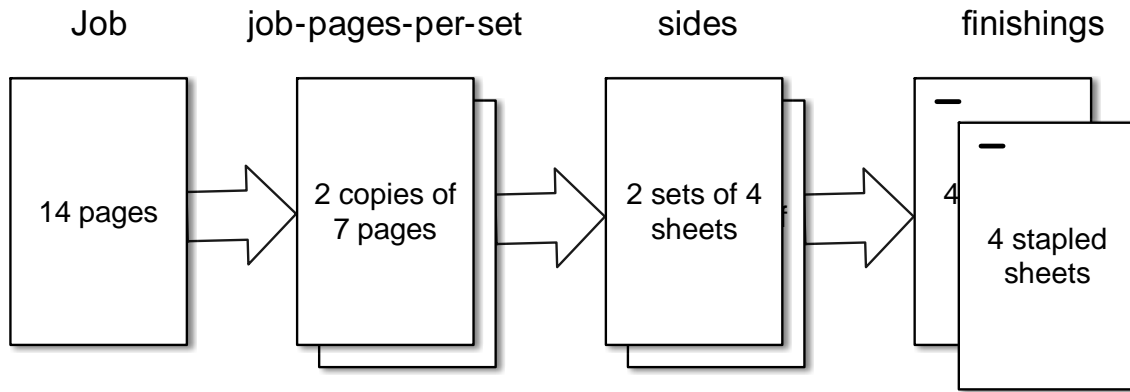 Job
job-pages-per-set
sides
finishings
14 pages
2 copies of
7 pages
2 sets of 4
sheets
f
4
4 stapled
sheets